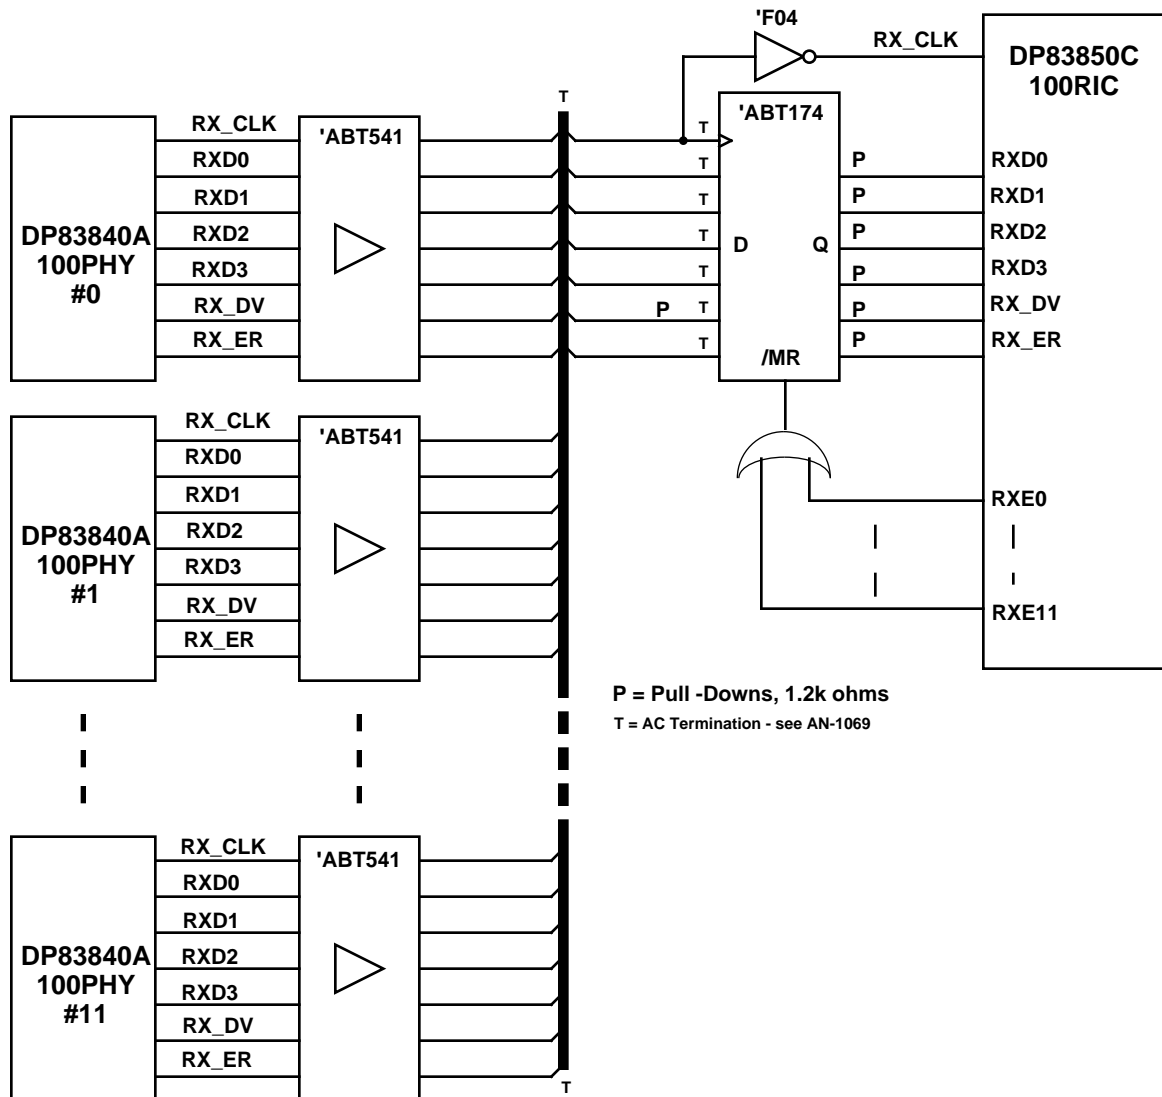 'F04
RX_CLK
DP83850C
100RIC
T
RX_CLK
'ABT541
T
'ABT174
RXD0
T
P
RXD0
RXD1
T
P
RXD1
DP83840A
100PHY
#0
RXD2
T
D
Q
P
RXD2
RXD3
T
P
RXD3
RX_DV
P
T
P
RX_DV
RX_ER
T
/MR
P
RX_ER
RX_CLK
'ABT541
RXD0
RXD1
RXE0
DP83840A
100PHY
#1
RXD2
RXD3
RX_DV
RXE11
RX_ER
P = Pull -Downs, 1.2k ohms
T = AC Termination - see AN-1069
RX_CLK
'ABT541
RXD0
RXD1
DP83840A
100PHY
#11
RXD2
RXD3
RX_DV
RX_ER
T